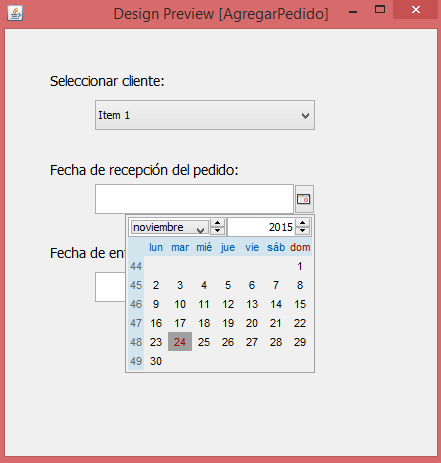 Design Preview [AgregarPedido]
Seleccionar cliente:
Item 1
Fecha de recepción del pedido:
noviembre 2015
Fecha de en
lun mar mié jue vie sáb dom
44 1
45 2 3 4 5 6 7 8
46 9 10 11 12 13 14 15
47 16 17 18 19 20 21 22
48 23 24 25 26 27 28 29
49 30